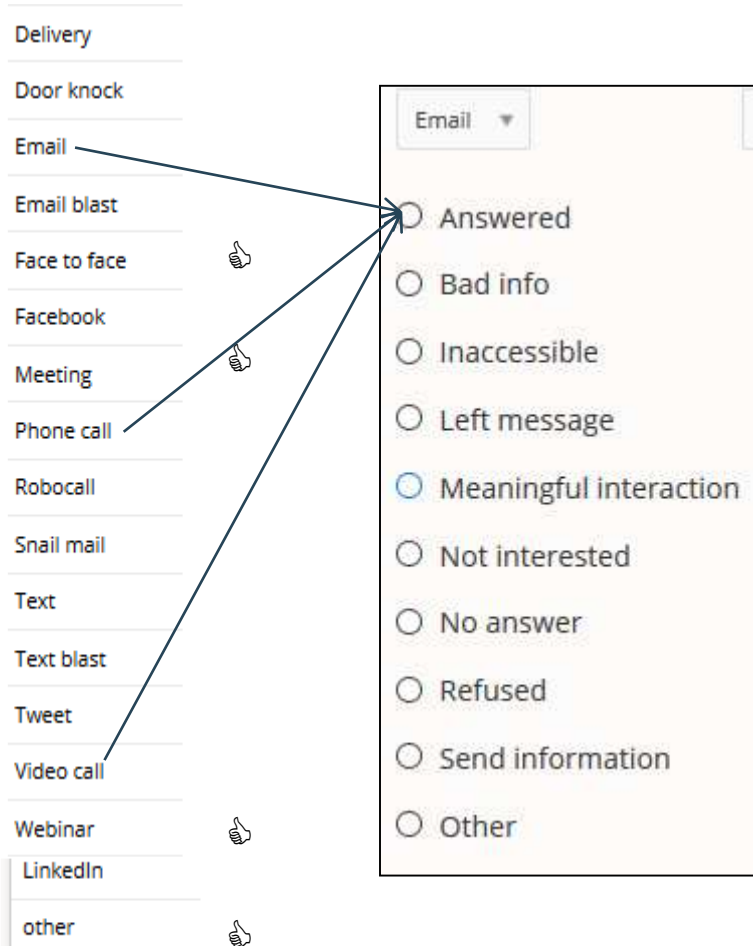 Delivery
Door knock
Email
Email blast
Face to face
Facebook
Meeting
Phone call
Robocall
Snail mail
Text
Text blast
Tweet
Video call
Webinar
LinkedIn
other
Email
Answered
Bad info
Inaccessible
Left message
Meaningful interaction
Not interested
No answer
Refused
Send information
Other